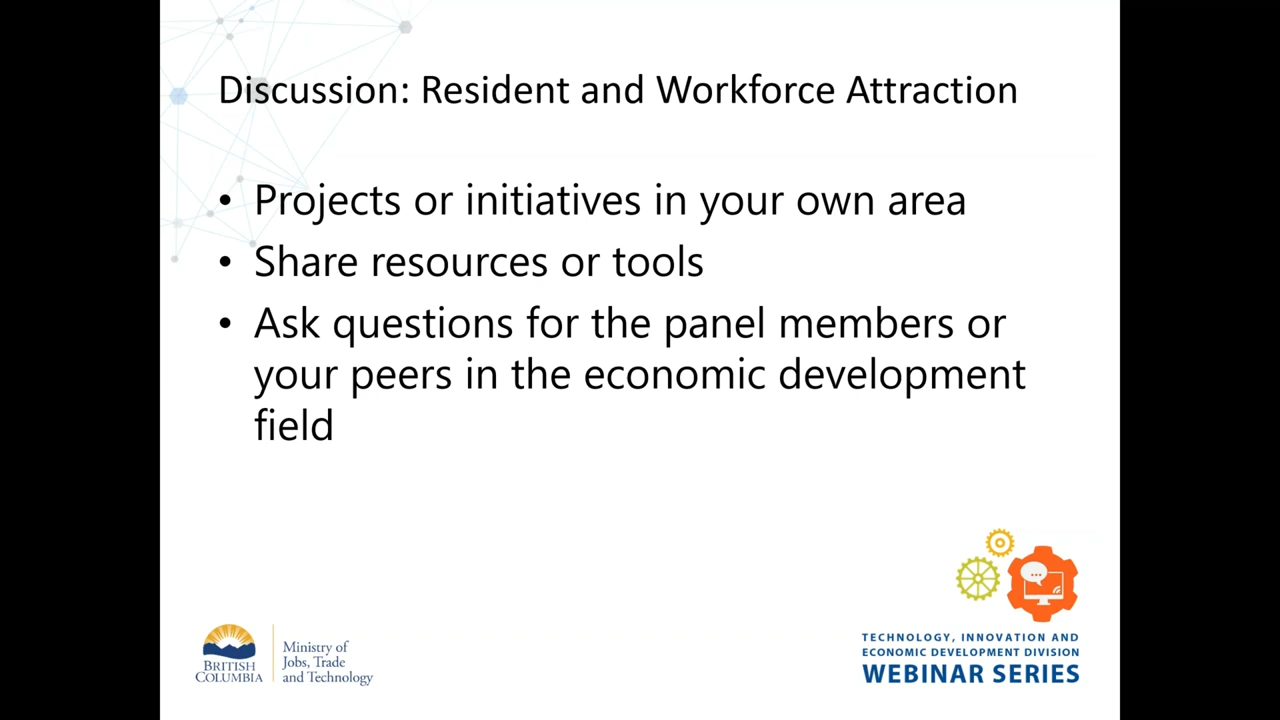 Discussion: Resident and Workforce Attraction
• Projects or initiatives in your own area
• Share resources or tools
• Ask questions for the panel members or
your peers in the economic development
field
BRITISH
COLUMBIA
Ministry of
Jobs, Trade
and Technology
TECHNOLOGY, INNOVATION AND
ECONOMIC DEVELOPMENT DIVISION
WEBINAR SERIES